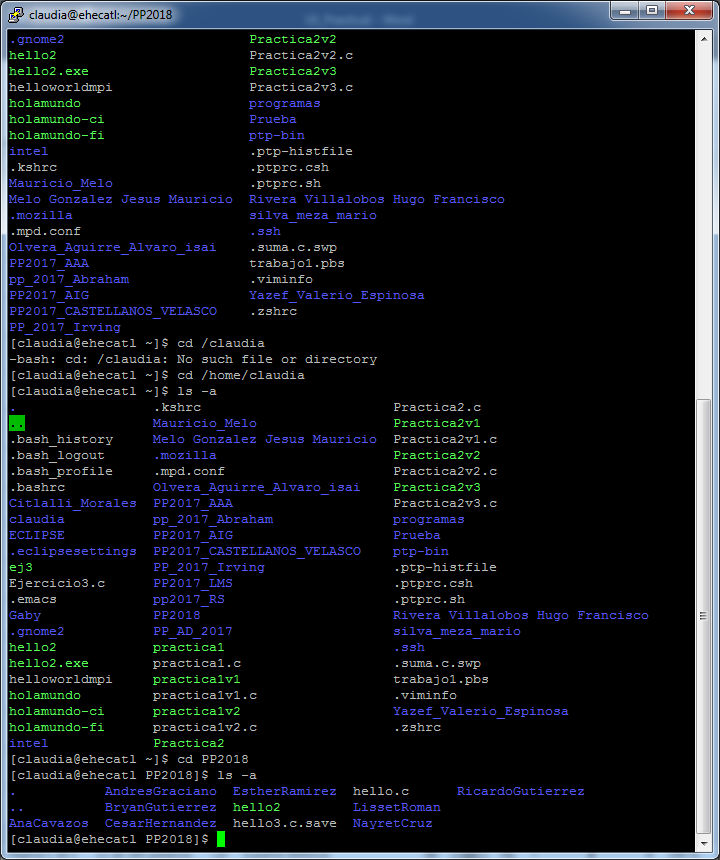 claudia@ehecatl:~/PP2018
.gnome2 Practica2v2
hello2 Practica2v2.c
hello2.exe Practica2v3
helloworldmpi Practica2v3.c
holamundo programas
holamundo-ci Prueba
holamundo-fi ptp-bin
intel .ptp-histfile
.kshrc .ptprc.csh
Mauricio_Melo .ptprc.sh
Melo Gonzalez Jesus Mauricio Rivera Villalobos Hugo Francisco
.mozilla silva_meza_mario
.mpd.conf .ssh
Olvera_Aguirre_Alvaro_isai .suma.c.swp
PP2017_AAA trabajo1.pbs
pp_2017_Abraham .viminfo
PP2017_AIG Yazef_Valerio_Espinosa
PP2017_CASTELLANOS_VELASCO .zshrc
PP_2017_Irving
[claudia@ehecatl ~]$ cd /claudia
-bash: cd: /claudia: No such file or directory
[claudia@ehecatl ~]$ cd /home/claudia
[claudia@ehecatl ~]$ ls -a
. .kshrc Practica2.c
.. Mauricio_Melo Practica2v1
.bash_history Melo Gonzalez Jesus Mauricio Practica2v1.c
.bash_logout .mozilla Practica2v2
.bash_profile .mpd.conf Practica2v2.c
.bashrc Olvera_Aguirre_Alvaro_isai Practica2v3
Citlalli_Morales PP2017_AAA Practica2v3.c
claudia pp_2017_Abraham programas
ECLIPSE PP2017_AIG Prueba
.eclipsesettings PP2017_CASTELLANOS_VELASCO ptp-bin
ej3 PP_2017_Irving .ptp-histfile
Ejercicio3.c PP2017_LMS .ptprc.csh
.emacs pp2017_RS .ptprc.sh
Gaby PP2018 Rivera Villalobos Hugo Francisco
.gnome2 PP_AD_2017 silva_meza_mario
hello2 practica1 .ssh
hello2.exe practica1.c .suma.c.swp
helloworldmpi practica1v1 trabajo1.pbs
holamundo practica1v1.c .viminfo
holamundo-ci practica1v2 Yazef_Valerio_Espinosa
holamundo-fi practica1v2.c .zshrc
intel Practica2
[claudia@ehecatl ~]$ cd PP2018
[claudia@ehecatl PP2018]$ ls -a
. AndresGraciano EstherRamirez hello.c RicardoGutierrez
.. BryanGutierrez hello2 LissetRoman
AnaCavazos CesarHernandez hello3.c.save NayretCruz
[claudia@ehecatl PP2018]$